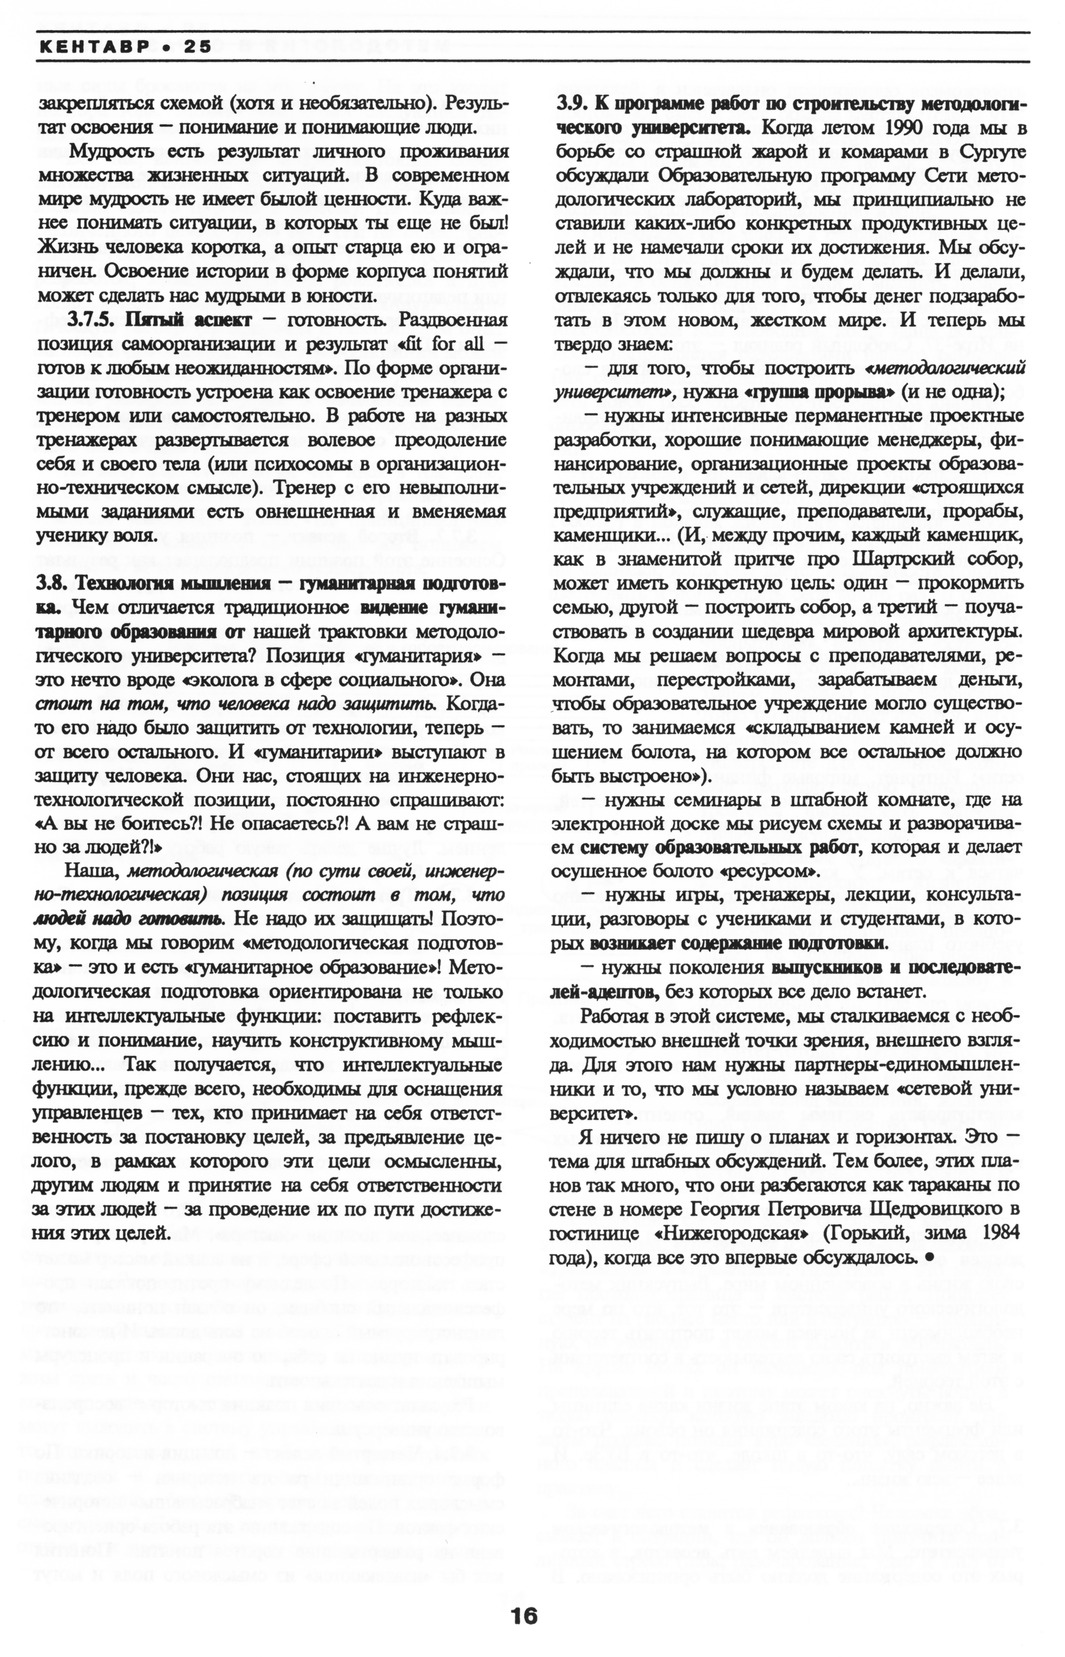 КЕНТАВР • 25
закрепляться схемой (хотя и необязательно). Резуль-
тат освоения — понимание и понимающие люди.
Мудрость есть результат личного проживания
множества жизненных ситуаций. В современном
мире мудрость не имеет былой ценности. Куда важ-
нее понимать ситуации, в которых ты еще не был!
Жизнь человека коротка, а опыт старца ею и огра-
ничен. Освоение истории в форме корпуса понятий
может сделать нас мудрыми в юности.
3.7.5. Пятый аспект — готовность. Раздвоенная
позиция самоорганизации и результат «fit for all —
готов к любым неожиданностям». По форме органи-
зации готовность устроена как освоение тренажера с
тренером или самостоятельно. В работе на разных
тренажерах развертывается волевое преодоление
себя и своего тела (или психосомы в организацион-
но-техническом смысле). Тренер с его невыполни-
мыми заданиями есть овнешненная и вменяемая
ученику воля.
3.8. Технология мышления — гуманитарная подготов-
ка. Чем отличается традиционное видение гумани-
тарного образования от нашей трактовки методоло-
гического университета? Позиция «гуманитария» —
это нечто вроде «эколога в сфере социального». Она
стоит на том, что человека надо защитить. Когда-
то его надо было защитить от технологии, теперь —
от всего остального. И «гуманитарии» выступают в
защиту человека. Они нас, стоящих на инженерно-
технологической позиции, постоянно спрашивают:
«А вы не боитесь?! Не опасаетесь?! А вам не страш-
но за людей?!»
Наша, методологическая (по сути своей, инженер-
но-технологическая) позиция состоит в том, что
людей надо готовить. Не надо их защищать! Поэто-
му, когда мы говорим «методологическая подготов-
ка» — это и есть «гуманитарное образование»! Мето-
дологическая подготовка ориентирована не только
на интеллектуальные функции: поставить рефлек-
сию и понимание, научить конструктивному мыш-
лению... Так получается, что интеллектуальные
функции, прежде всего, необходимы для оснащения
управленцев — тех, кто принимает на себя ответст-
венность за постановку целей, за предъявление це-
лого, в рамках которого эти цели осмысленны,
другим людям и принятие на себя ответственности
за этих людей — за проведение их по пути достиже-
ния этих целей.
3.9. К программе работ по строительству методологи-
ческого университета. Когда летом 1990 года мы в
борьбе со страшной жарой и комарами в Сургуте
обсуждали Образовательную программу Сети мето-
дологических лабораторий, мы принципиально не
ставили каких-либо конкретных продуктивных це-
лей и не намечали сроки их достижения. Мы обсу-
ждали, что мы должны и будем делать. И делали,
отвлекаясь только для того, чтобы денег подзарабо-
тать в этом новом, жестком мире. И теперь мы
твердо знаем:
— для того, чтобы построить «методологический
университет», нужна «группа прорыва» (и не одна);
— нужны интенсивные перманентные проектные
разработки, хорошие понимающие менеджеры, фи-
нансирование, организационные проекты образова-
тельных учреждений и сетей, дирекции «строящихся
предприятий», служащие, преподаватели, прорабы,
каменщики... (И, между прочим, каждый каменщик,
как в знаменитой притче про Шартрский собор,
может иметь конкретную цель: один — прокормить
семью, другой — построить собор, а третий — поуча-
ствовать в создании шедевра мировой архитектуры.
Когда мы решаем вопросы с преподавателями, ре-
монтами, перестройками, зарабатываем деньги,
чтобы образовательное учреждение могло существо-
вать, то занимаемся «складыванием камней и осу-
шением болота, на котором все остальное должно
быть выстроено»).
— нужны семинары в штабной комнате, где на
электронной доске мы рисуем схемы и разворачива-
ем систему образовательных работ, которая и делает
осушенное болото «ресурсом».
— нужны игры, тренажеры, лекции, консульта-
ции, разговоры с учениками и студентами, в кото-
рых возникает содержание подготовки.
— нужны поколения выпускников и последовате-
лей-адептов, без которых все дело встанет.
Работая в этой системе, мы сталкиваемся с необ-
ходимостью внешней точки зрения, внешнего взгля-
да. Для этого нам нужны партнеры-единомышлен-
ники и то, что мы условно называем «сетевой уни-
верситет».
Я ничего не пишу о планах и горизонтах. Это —
тема для штабных обсуждений. Тем более, этих пла-
нов так много, что они разбегаются как тараканы по
стене в номере Георгия Петровича Щедровицкого в
гостинице «Нижегородская» (Горький, зима 1984
года), когда все это впервые обсуждалось. •
16